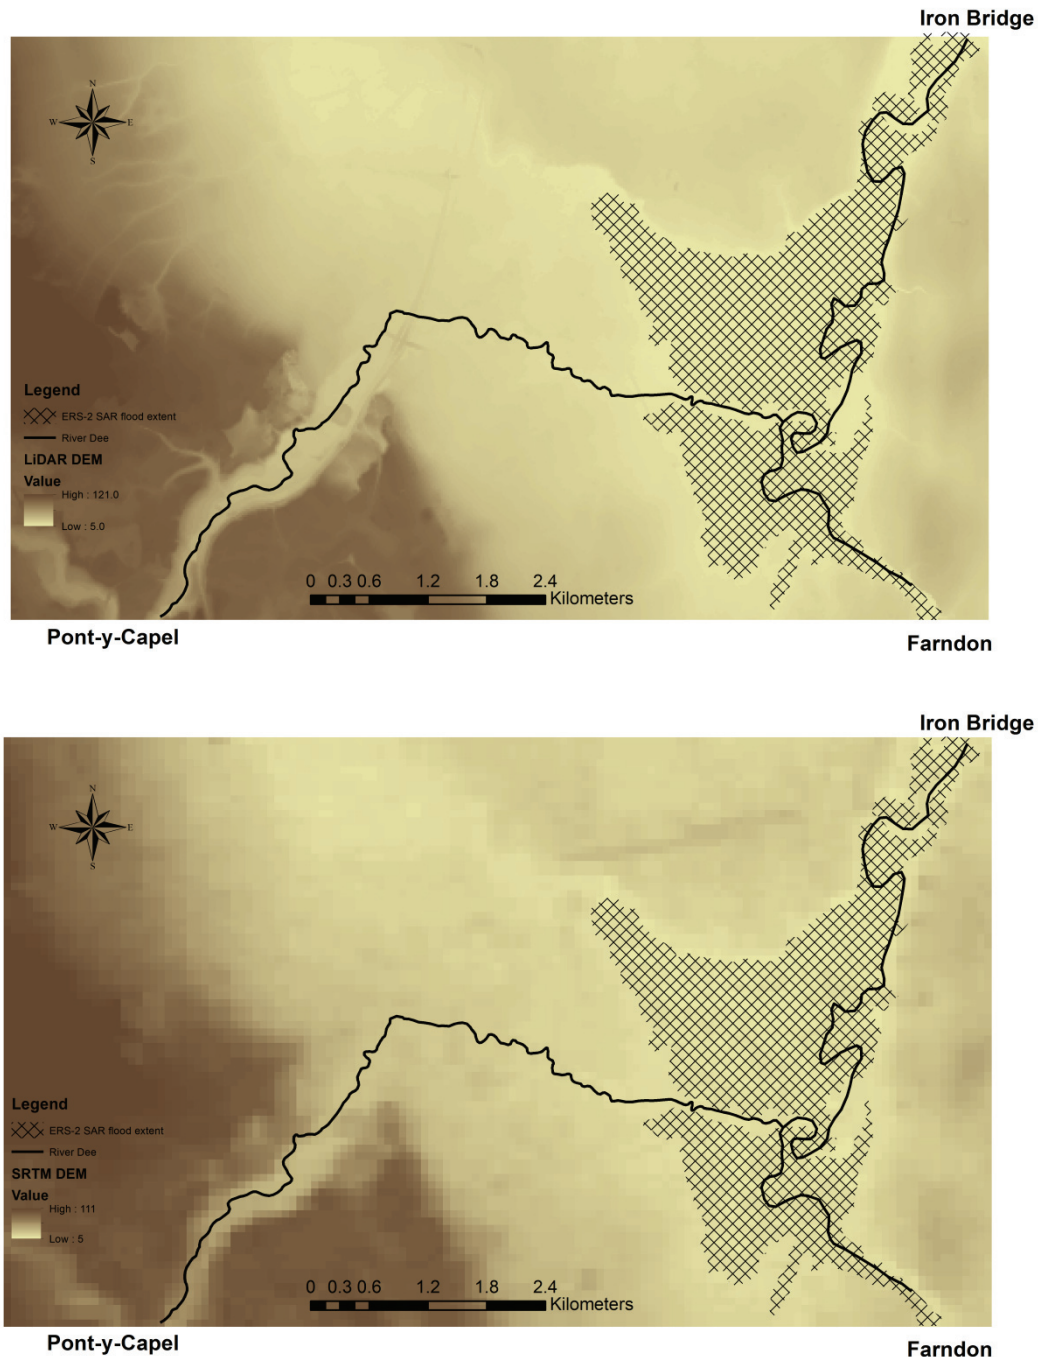 Iron Bridge
N
W E
S
Legend
ERS-2 SAR flood extent
River Dee
LiDAR DEM
Value
High : 121.0
Low : 5.0
0 0.3 0.6 1.2 1.8 2.4
Kilometers
Pont-y-Capel
Farndon
Iron Bridge
N
W E
S
Legend
ERS-2 SAR flood extent
River Dee
SRTM DEM
Value
High : 111
Low : 5
0 0.3 0.6 1.2 1.8 2.4
Kilometers
Pont-y-Capel
Farndon